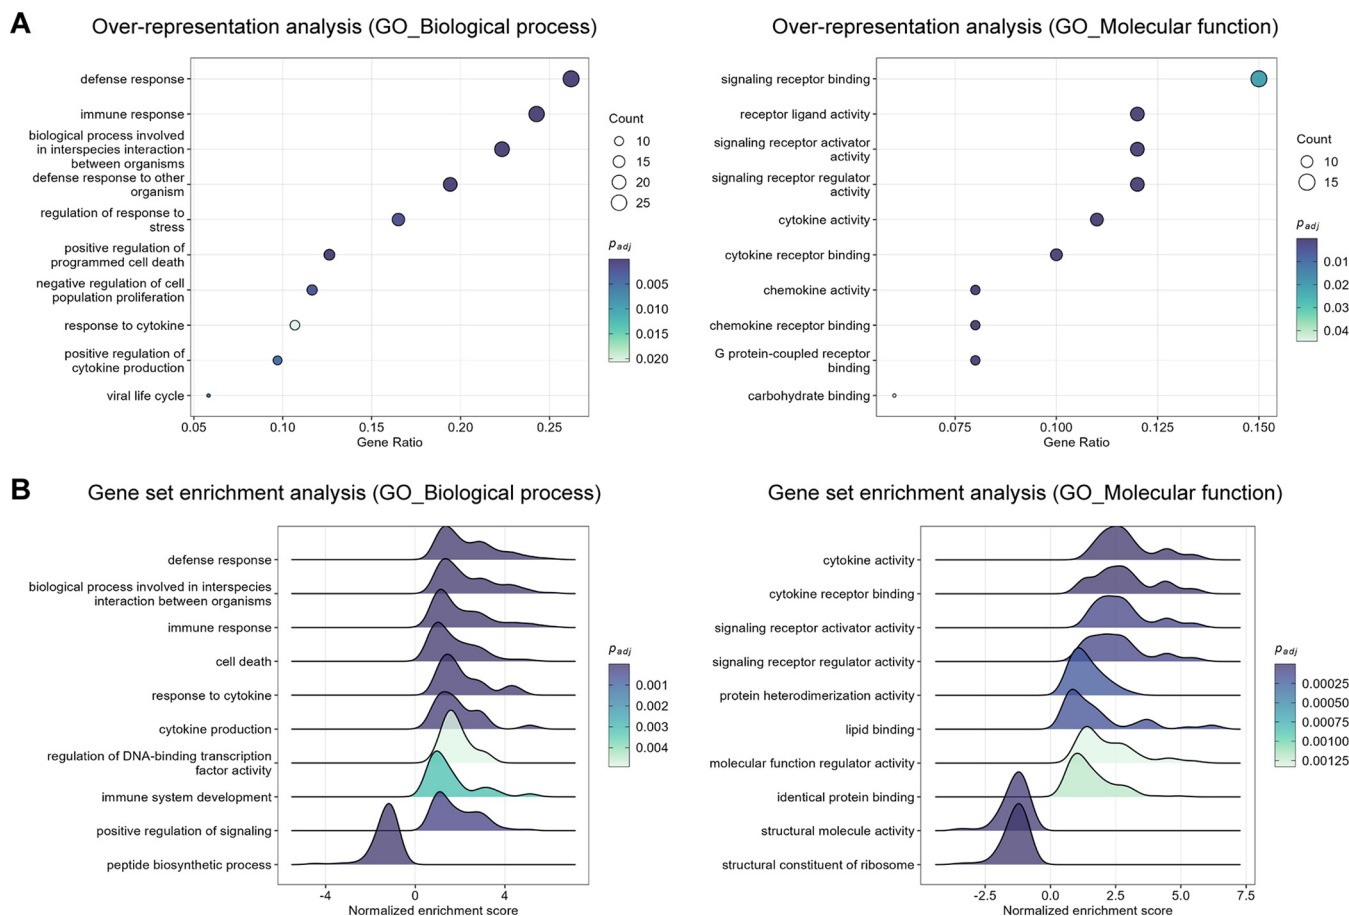 A
Over-representation analysis (GO_Biological process)
defense response
immune response
biological process involved
in interspecies interaction
between organisms
defense response to other
organism
regulation of response to
stress
positive regulation of
programmed cell death
negative regulation of cell
population proliferation
response to cytokine
positive regulation of
cytokine production
viral life cycle
0.05 0.10 0.15 0.20 0.25
Gene Ratio
Count
10
15
20
25
p adj
0.005
0.010
0.015
0.020
Over-representation analysis (GO_Molecular function)
signaling receptor binding
receptor ligand activity
signaling receptor activator
activity
signaling receptor regulator
activity
cytokine activity
cytokine receptor binding
chemokine activity
chemokine receptor binding
G protein-coupled receptor
binding
carbohydrate binding
0.075 0.100 0.125 0.150
Gene Ratio
Count
10
15
p adj
0.01
0.02
0.03
0.04
B
Gene set enrichment analysis (GO_Biological process)
defense response
biological process involved in interspecies
interaction between organisms
immune response
cell death
response to cytokine
cytokine production
regulation of DNA-binding transcription
factor activity
immune system development
positive regulation of signaling
peptide biosynthetic process
-4 0 4
Normalized enrichment score
p adj
0.001
0.002
0.003
0.004
Gene set enrichment analysis (GO_Molecular function)
cytokine activity
cytokine receptor binding
signaling receptor activator activity
signaling receptor regulator activity
protein heterodimerization activity
lipid binding
molecular function regulator activity
identical protein binding
structural molecule activity
structural constituent of ribosome
-2.5 0.0 2.5 5.0 7.5
Normalized enrichment score
p adj
0.00025
0.00050
0.00075
0.00100
0.00125